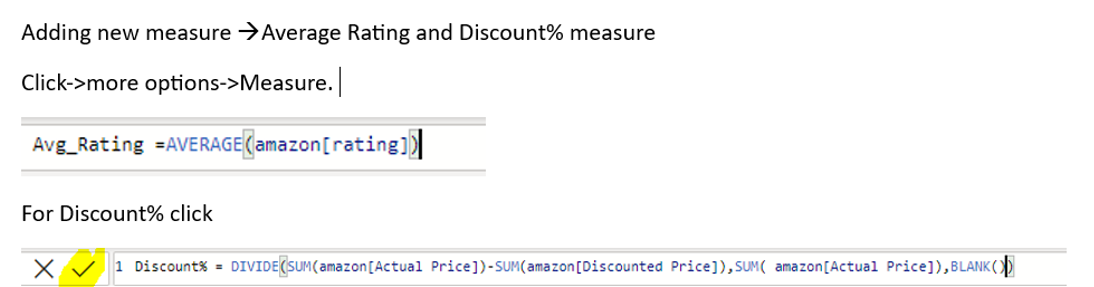 Adding new measure →Average Rating and Discount% measure
Click->more options->Measure.
Avg_Rating =AVERAGE(amazon[rating])
For Discount% click
1 Discount% = DIVIDE(SUM(amazon[Actual Price])-SUM(amazon[Discounted Price]),SUM( amazon[Actual Price]),BLANK())